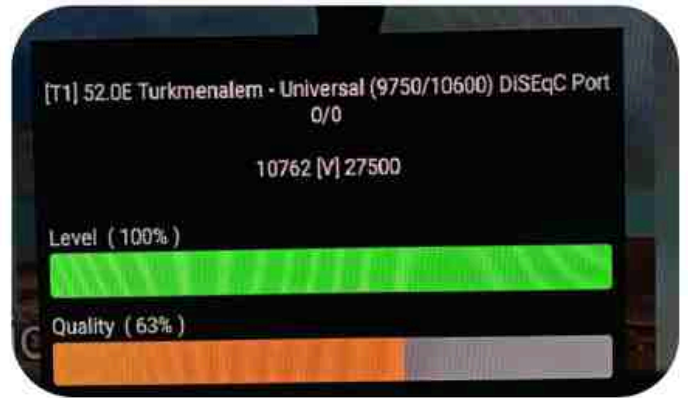 [T1] 52.0E Turkmenalem - Universal (9750/10600) DiSEqC Port
0/0
10762 [V] 27500
Level ( 100% )
Quality ( 63% )